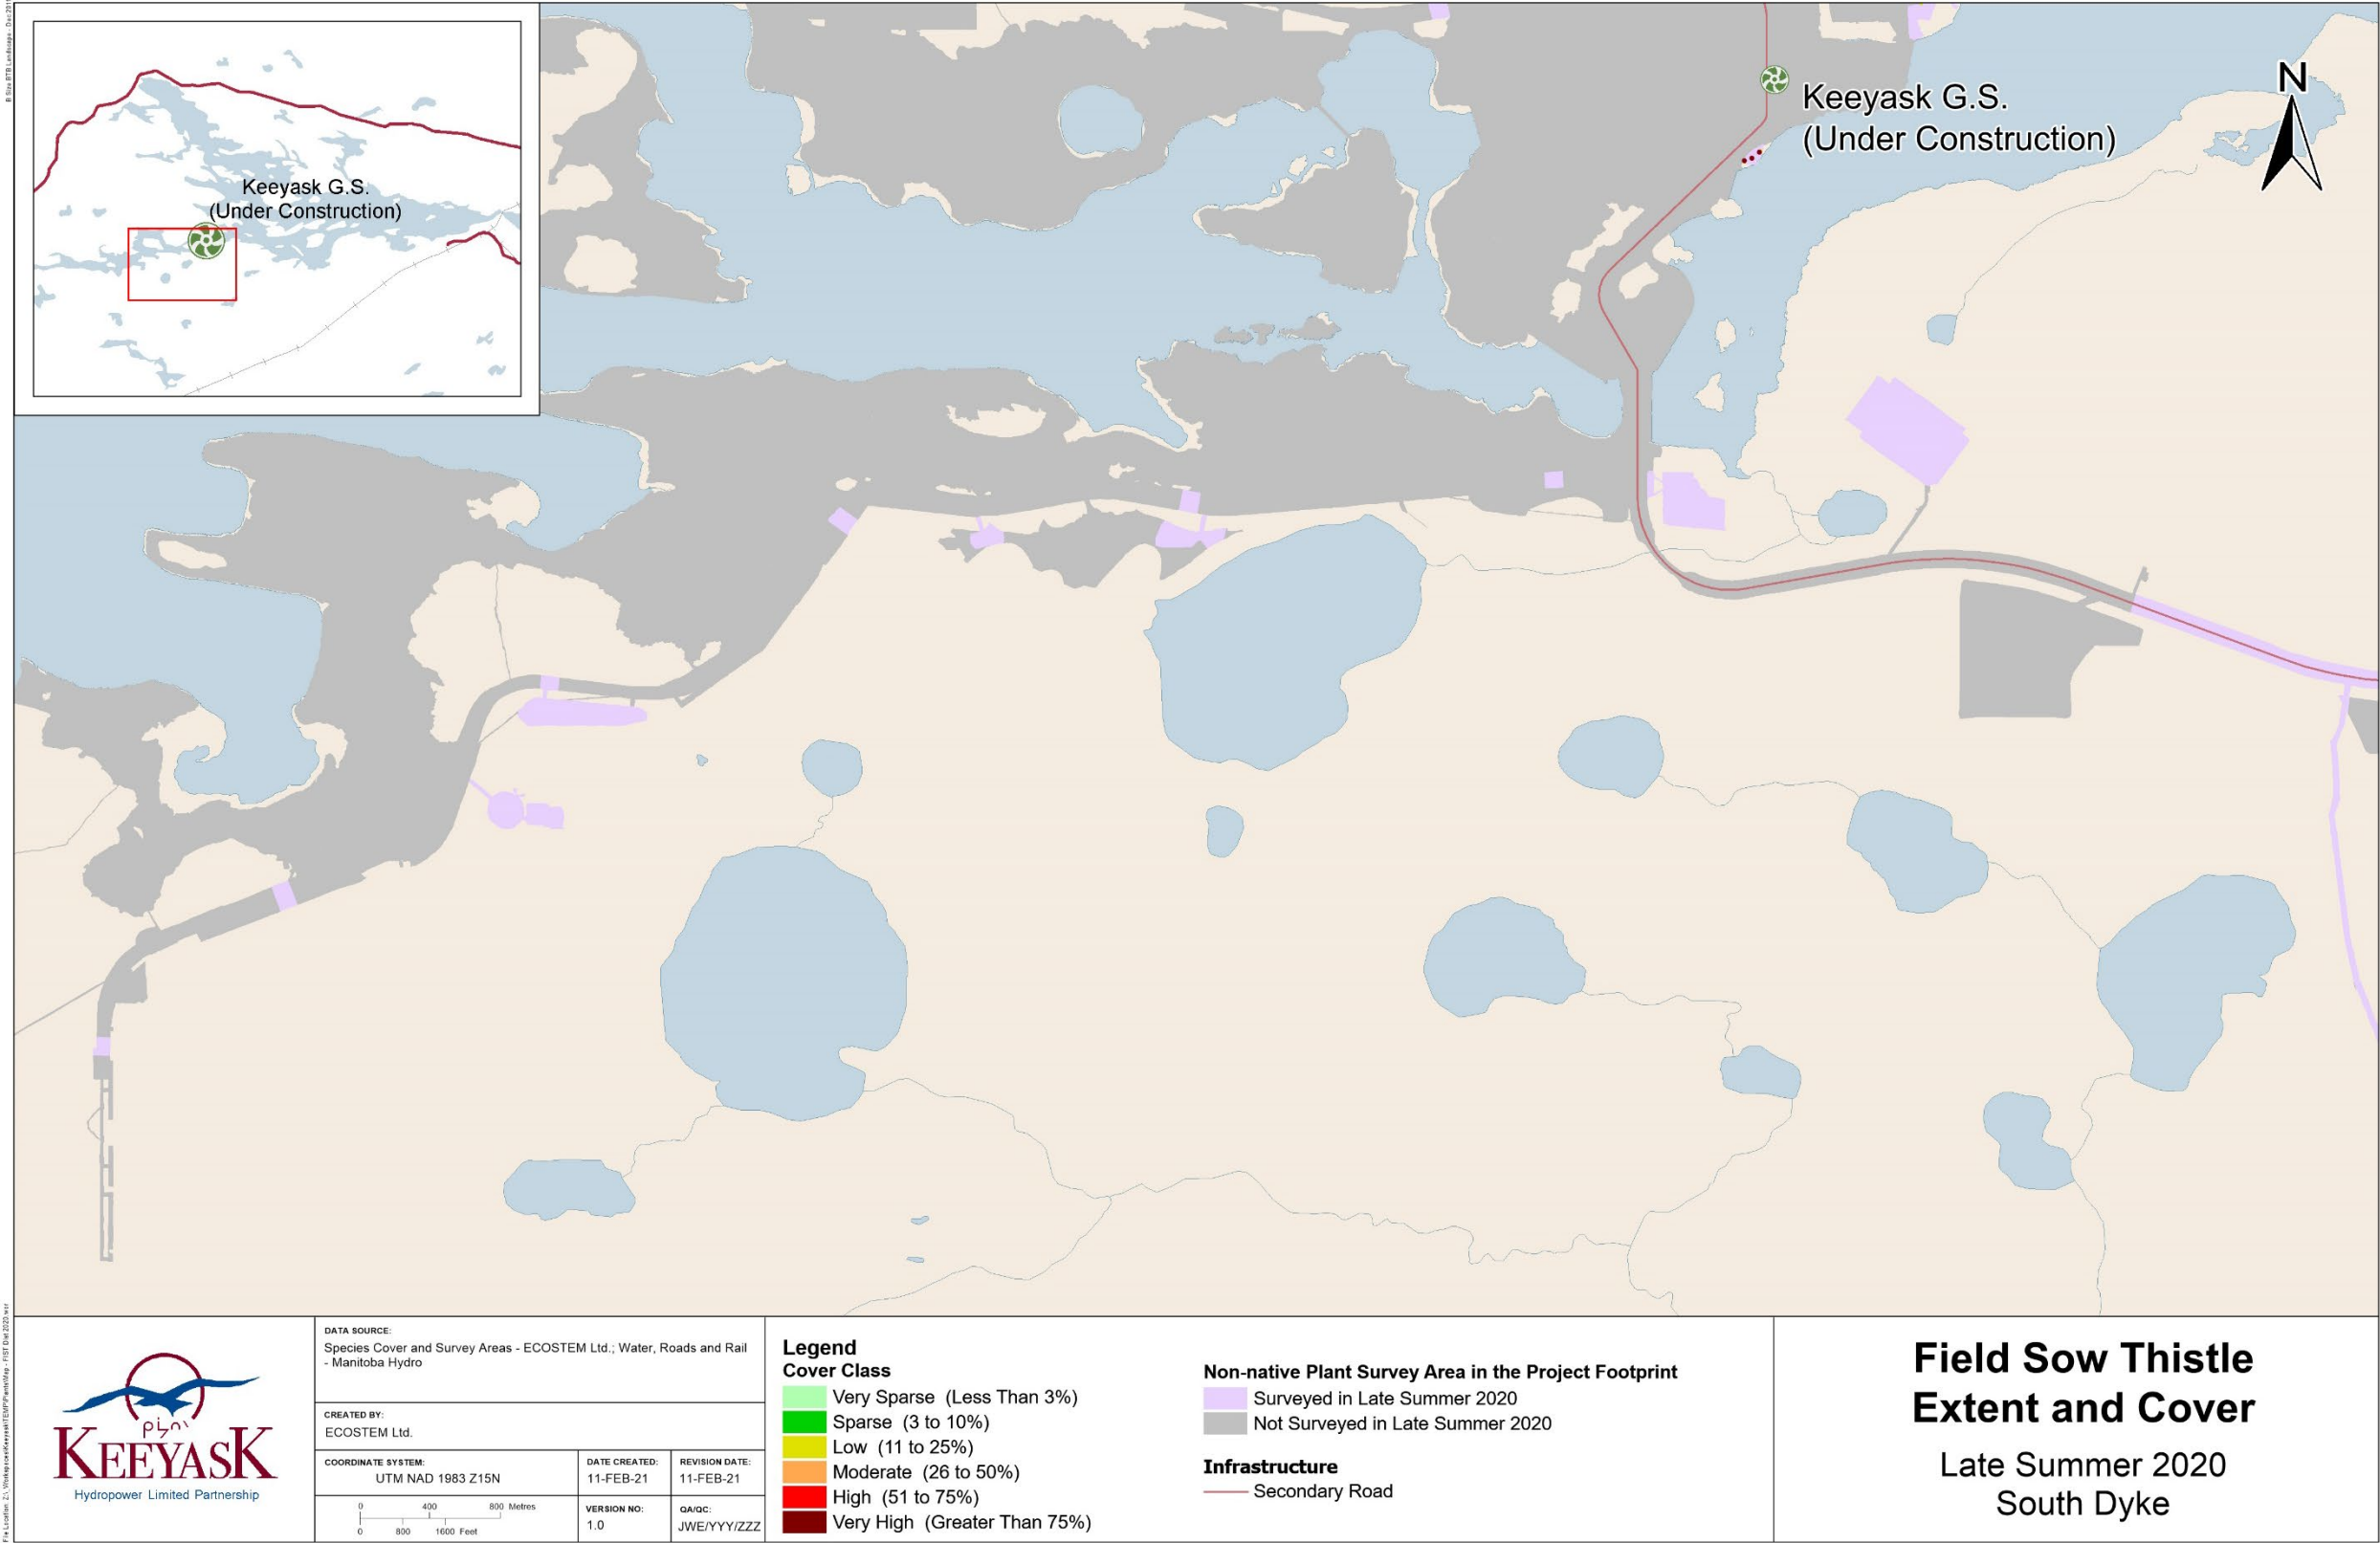 B Size BTB Landscape - Dec 2019
Keeyask G.S.
(Under Construction)
Keeyask G.S.
(Under Construction)
N
DATA SOURCE:
Species Cover and Survey Areas - ECOSTEM Ltd.; Water, Roads and Rail
- Manitoba Hydro
CREATED BY:
ECOSTEM Ltd.
COORDINATE SYSTEM:
UTM NAD 1983 Z15N
DATE CREATED:
11-FEB-21
REVISION DATE:
11-FEB-21
0 400 800 Metres
0 800 1600 Feet
VERSION NO:
1.0
QA/QC:
JWE/YYY/ZZZ
KEEYASK
Hydropower Limited Partnership
Legend
Cover Class
Very Sparse (Less Than 3%)
Sparse (3 to 10%)
Low (11 to 25%)
Moderate (26 to 50%)
High (51 to 75%)
Very High (Greater Than 75%)
Non-native Plant Survey Area in the Project Footprint
Surveyed in Late Summer 2020
Not Surveyed in Late Summer 2020
Infrastructure
Secondary Road
Field Sow Thistle
Extent and Cover
Late Summer 2020
South Dyke